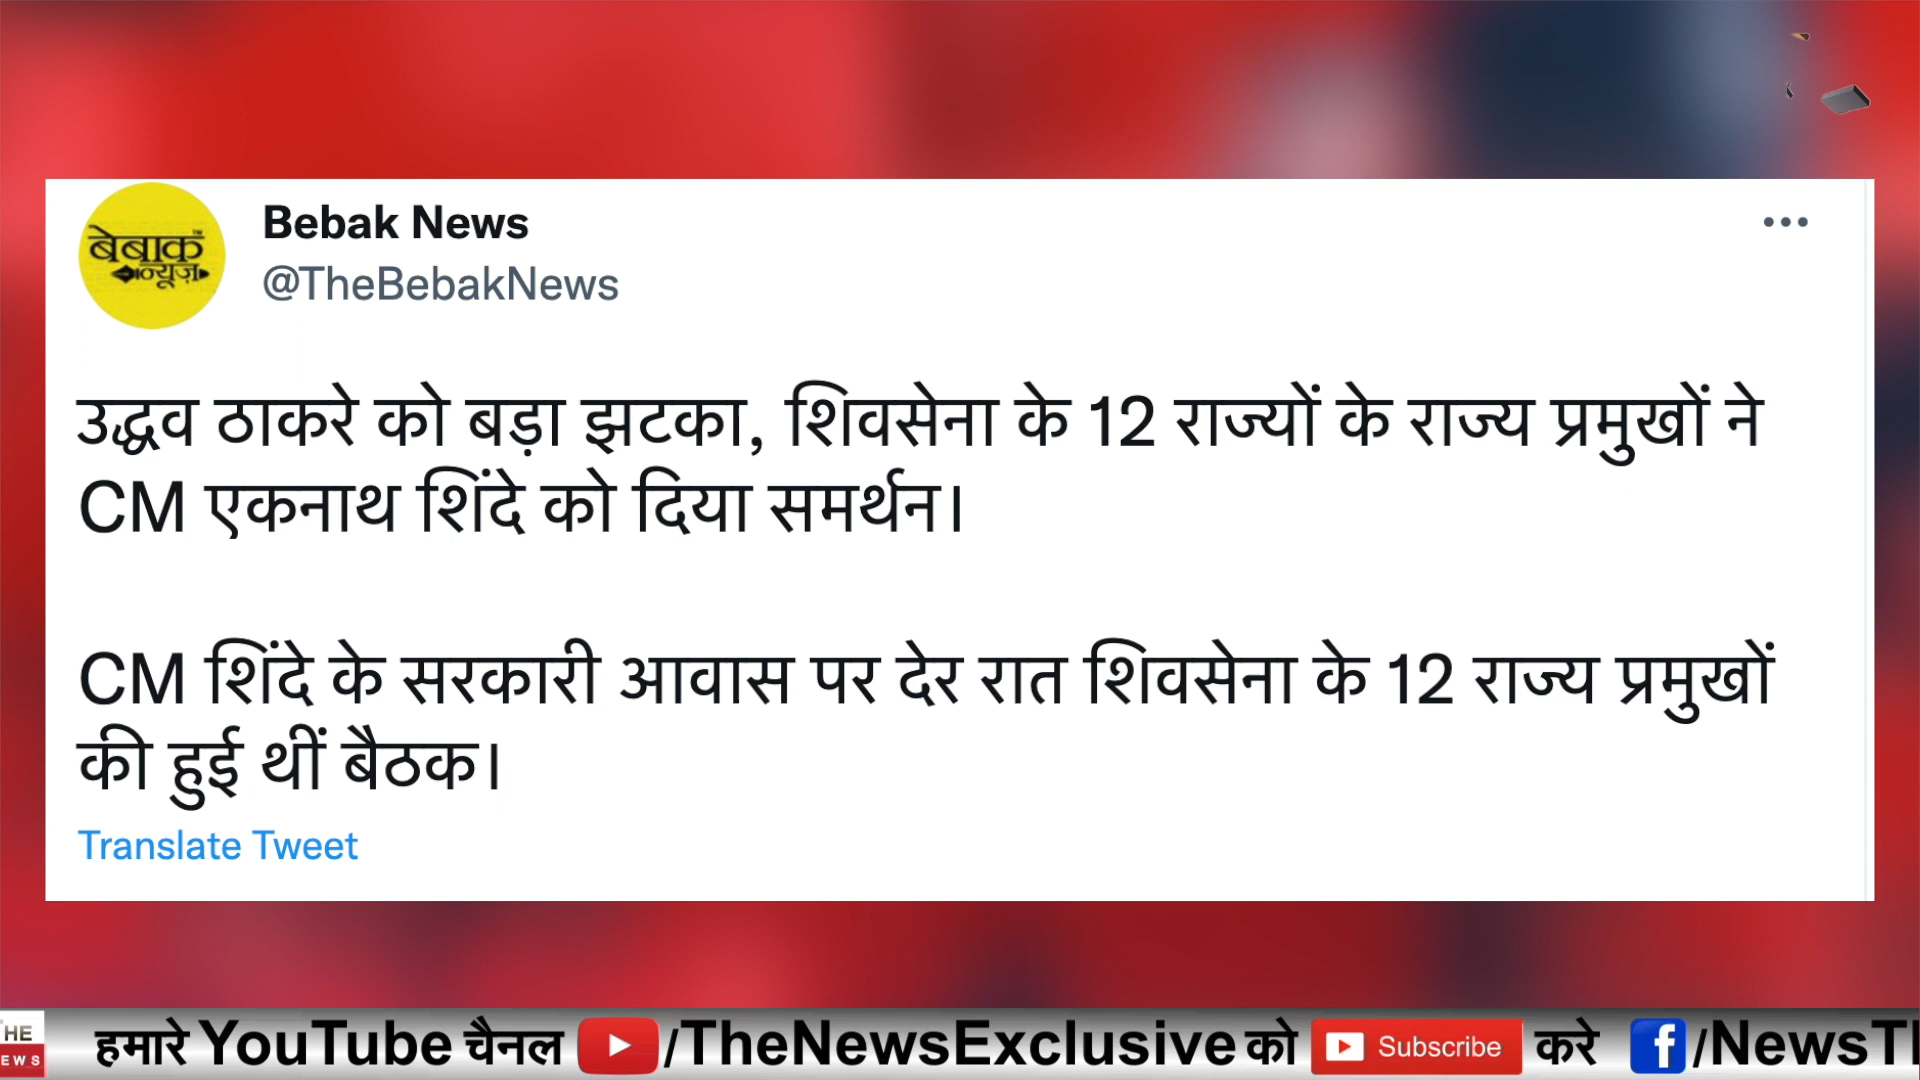 बेबाक
न्यूज़
Bebak News
@TheBebakNews
उद्धव ठाकरे को बड़ा झटका, शिवसेना के 12 राज्यों के राज्य प्रमुखों ने
CM एकनाथ शिंदे को दिया समर्थन।
CM शिंदे के सरकारी आवास पर देर रात शिवसेना के 12 राज्य प्रमुखों
की हुई थीं बैठक।
Translate Tweet
हमारे YouTube चैनल /TheNewsExclusive को Subscribe करे f /NewsT